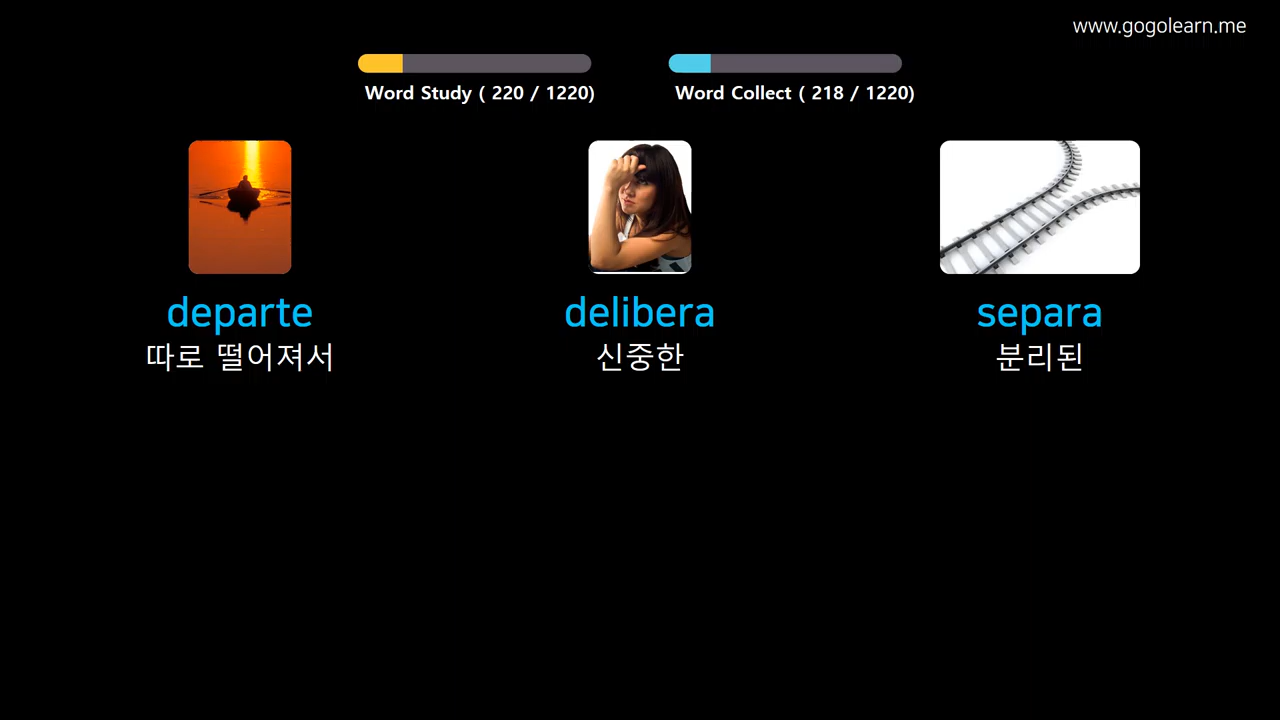 www.gogolearn.me
Word Study ( 220 / 1220)
Word Collect ( 218 / 1220)
departe
delibera
separa
따로 떨어져서
신중한
분리된